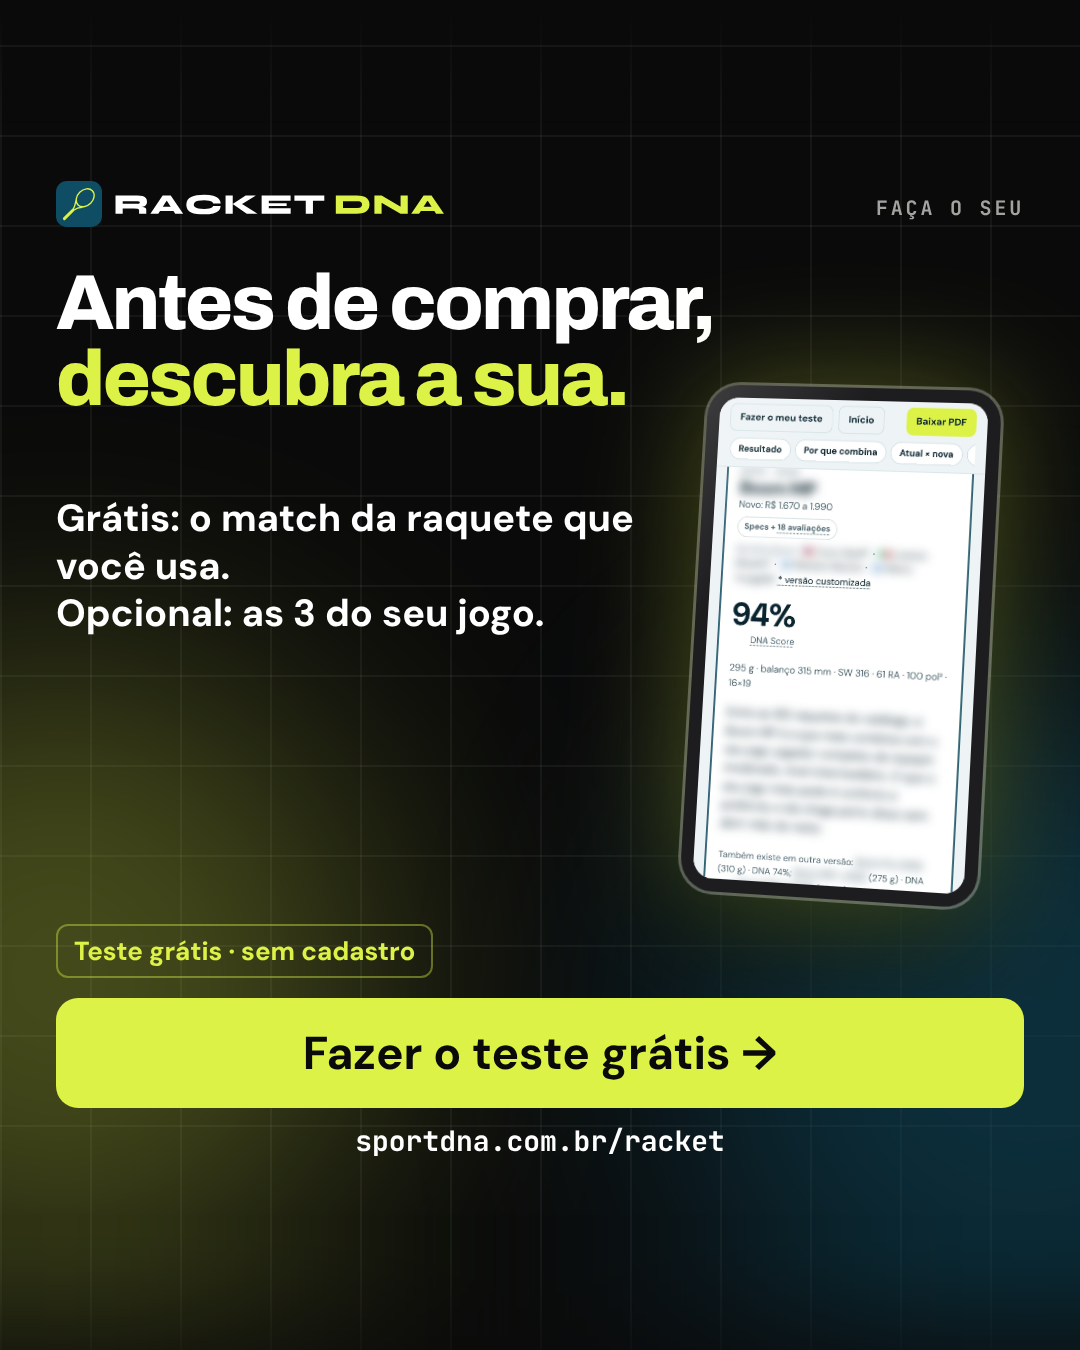 RACKET DNA
FAÇA O SEU
Antes de comprar,
descubra a sua.
Grátis: o match da raquete que
você usa.
Opcional: as 3 do seu jogo.
Fazer o meu teste
Início
Baixar PDF
Resultado
Por que combina
Atual × nova
Novo: R$ 1.670 a 1.990
Specs + 18 avaliações
* versão customizada
94%
DNA Score
295 g · balanço 315 mm · SW 316 · 61 RA · 100 pol² ·
16×19
Também existe em outra versão:
(310 g) · DNA 74%;
(275 g) · DNA
Teste grátis · sem cadastro
Fazer o teste grátis →
sportdna.com.br/racket